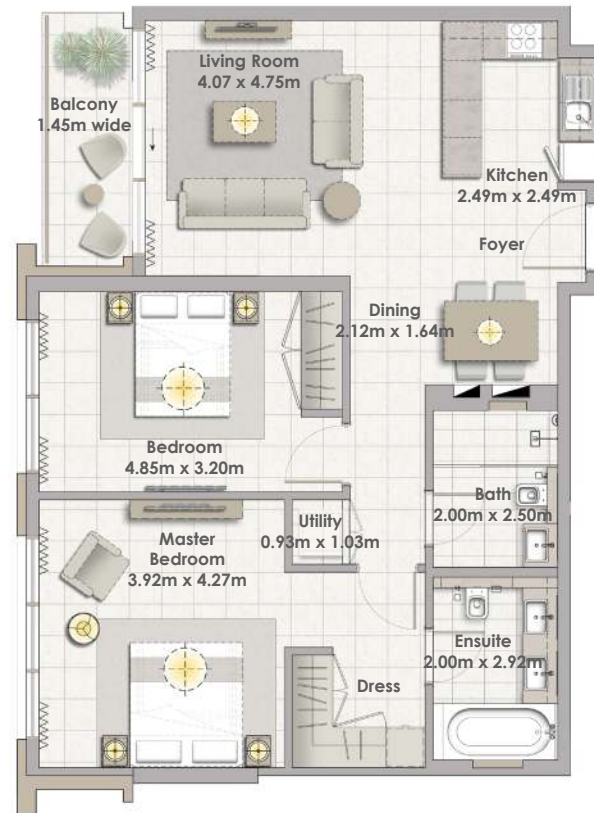 Living Room
4.07 x 4.75m
Balcony
1.45m wide
Kitchen
2.49m x 2.49m
Foyer
Dining
2.12m x 1.64m
Bedroom
4.85m x 3.20m
Bath
2.00m x 2.50m
Utility
0.93m x 1.03m
Master
Bedroom
3.92m x 4.27m
Ensuite
2.00m x 2.92m
Dress